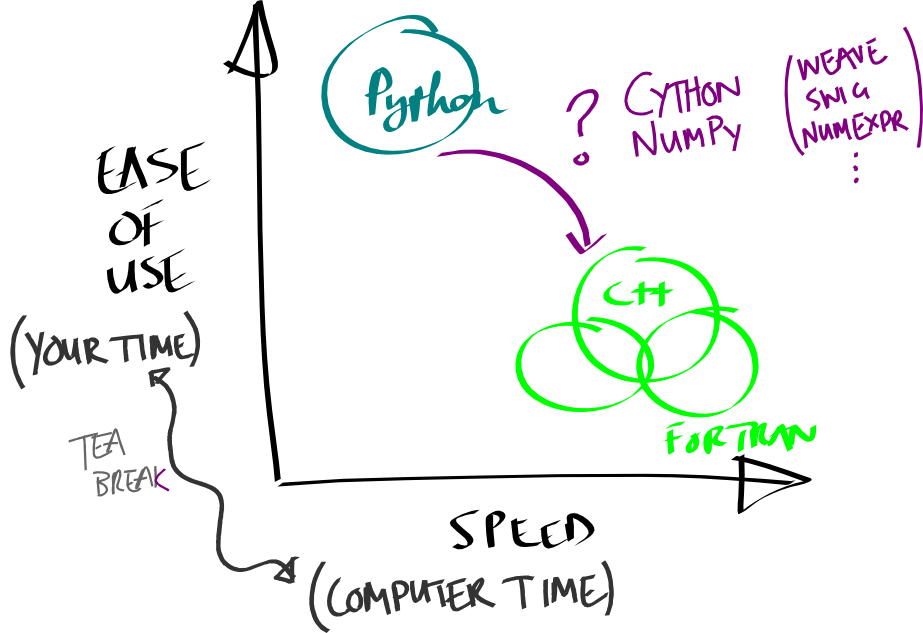 Python
?
CYTHON
NUMPY
(WEAVE
SWIG
NUMEXPR)
⋮
EASE
OF
USE
(YOUR TIME)
C++
FORTRAN
TEA
BREAK
SPEED
(COMPUTER TIME)